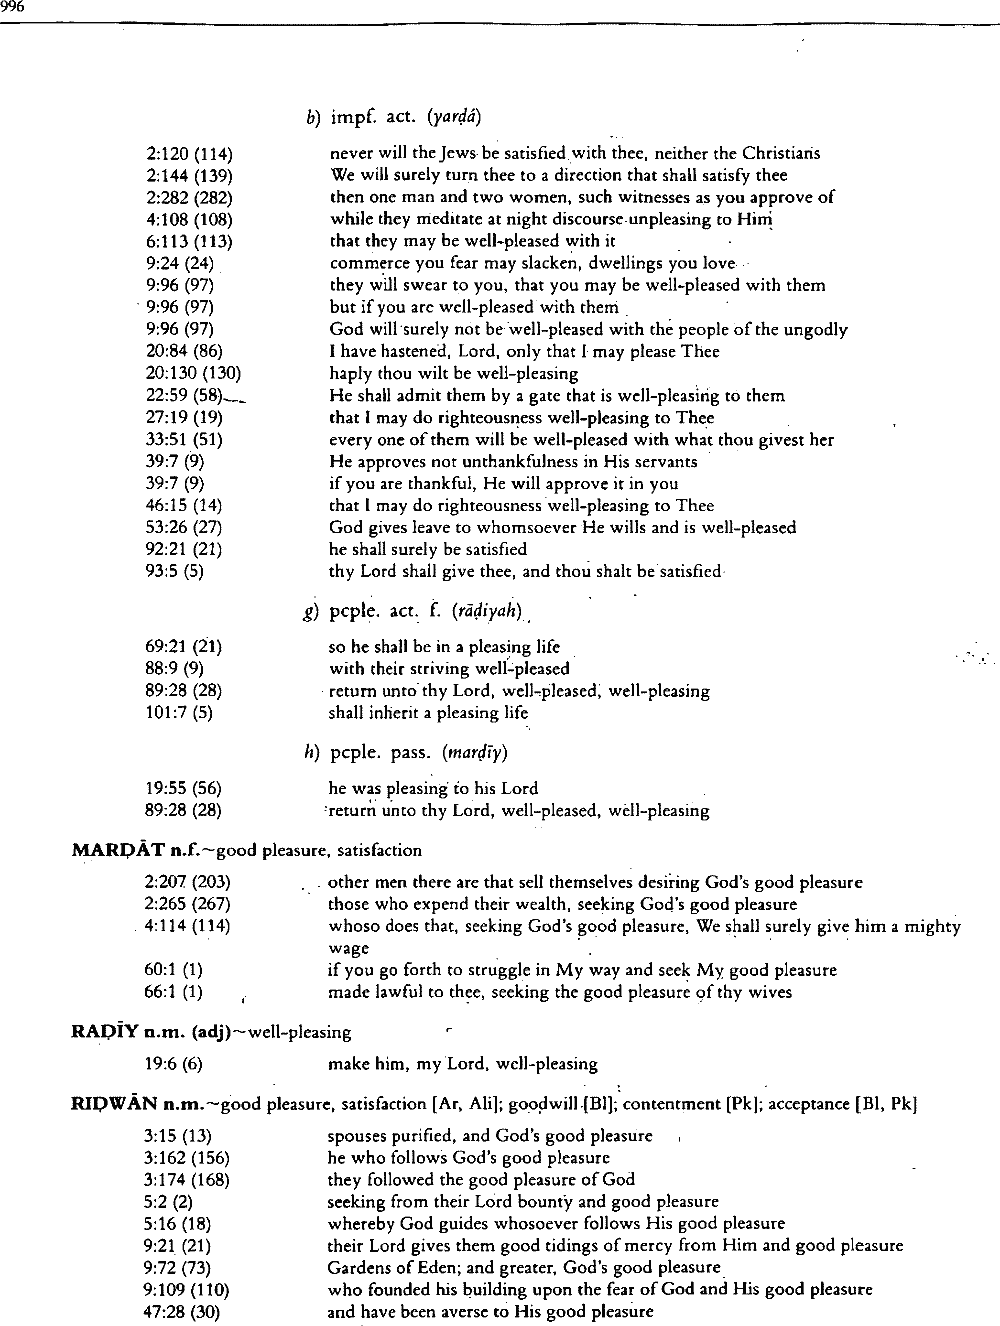 996
b) impf. act. (yarḍá)
2:120 (114) never will the Jews be satisfied with thee, neither the Christians
2:144 (139) We will surely turn thee to a direction that shall satisfy thee
2:282 (282) then one man and two women, such witnesses as you approve of
4:108 (108) while they meditate at night discourse unpleasing to Him
6:113 (113) that they may be well-pleased with it
9:24 (24) commerce you fear may slacken, dwellings you love
9:96 (97) they will swear to you, that you may be well-pleased with them
9:96 (97) but if you are well-pleased with them
9:96 (97) God will surely not be well-pleased with the people of the ungodly
20:84 (86) I have hastened, Lord, only that I may please Thee
20:130 (130) haply thou wilt be well-pleasing
22:59 (58) He shall admit them by a gate that is well-pleasing to them
27:19 (19) that I may do righteousness well-pleasing to Thee
33:51 (51) every one of them will be well-pleased with what thou givest her
39:7 (9) He approves not unthankfulness in His servants
39:7 (9) if you are thankful, He will approve it in you
46:15 (14) that I may do righteousness well-pleasing to Thee
53:26 (27) God gives leave to whomsoever He wills and is well-pleased
92:21 (21) he shall surely be satisfied
93:5 (5) thy Lord shall give thee, and thou shalt be satisfied
g) pcple. act. f. (rāḍiyah)
69:21 (21) so he shall be in a pleasing life
88:9 (9) with their striving well-pleased
89:28 (28) return unto thy Lord, well-pleased, well-pleasing
101:7 (5) shall inherit a pleasing life
h) pcple. pass. (marḍīy)
19:55 (56) he was pleasing to his Lord
89:28 (28) return unto thy Lord, well-pleased, well-pleasing
MARḌĀT n.f.~good pleasure, satisfaction
2:207 (203) other men there are that sell themselves desiring God's good pleasure
2:265 (267) those who expend their wealth, seeking God's good pleasure
4:114 (114) whoso does that, seeking God's good pleasure, We shall surely give him a mighty
wage
60:1 (1) if you go forth to struggle in My way and seek My good pleasure
66:1 (1) made lawful to thee, seeking the good pleasure of thy wives
RAḌĪY n.m. (adj)~well-pleasing
19:6 (6) make him, my Lord, well-pleasing
RIḌWĀN n.m.~good pleasure, satisfaction [Ar, Ali]; goodwill [Bl]; contentment [Pk]; acceptance [Bl, Pk]
3:15 (13) spouses purified, and God's good pleasure
3:162 (156) he who follows God's good pleasure
3:174 (168) they followed the good pleasure of God
5:2 (2) seeking from their Lord bounty and good pleasure
5:16 (18) whereby God guides whosoever follows His good pleasure
9:21 (21) their Lord gives them good tidings of mercy from Him and good pleasure
9:72 (73) Gardens of Eden; and greater, God's good pleasure
9:109 (110) who founded his building upon the fear of God and His good pleasure
47:28 (30) and have been averse to His good pleasure